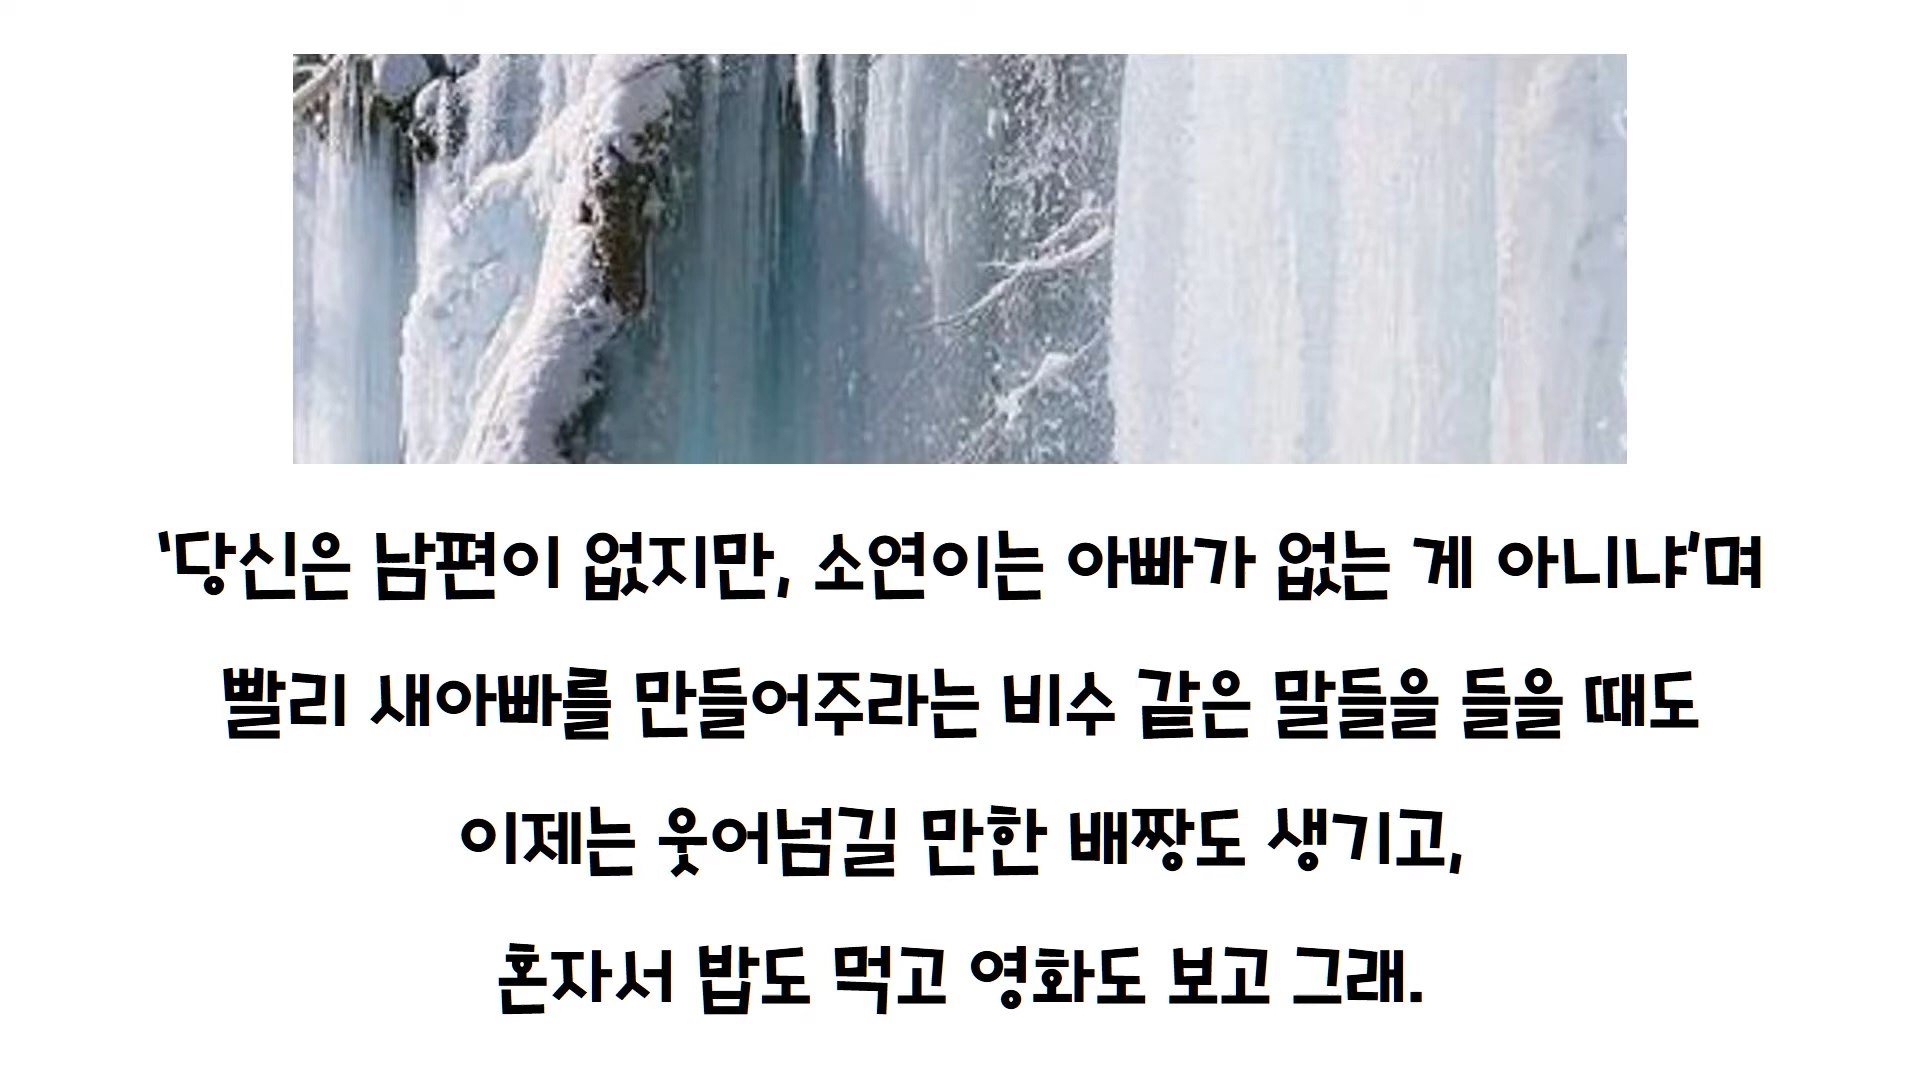 ‘당신은 남편이 없지만, 소연이는 아빠가 없는 게 아니냐’며
빨리 새아빠를 만들어주라는 비수 같은 말들을 들을 때도
이제는 웃어넘길 만한 배짱도 생기고,
혼자서 밥도 먹고 영화도 보고 그래.